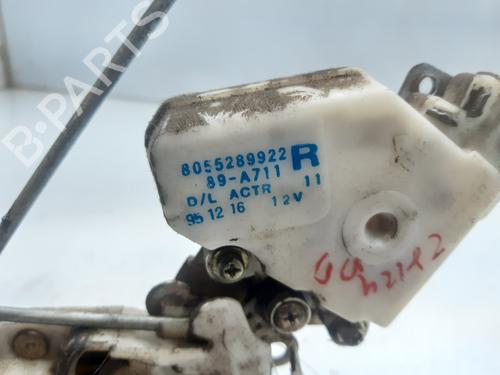 B-PARTS
8055289922 R
89-A711 11
D/L ACTR
95 12 16 12V